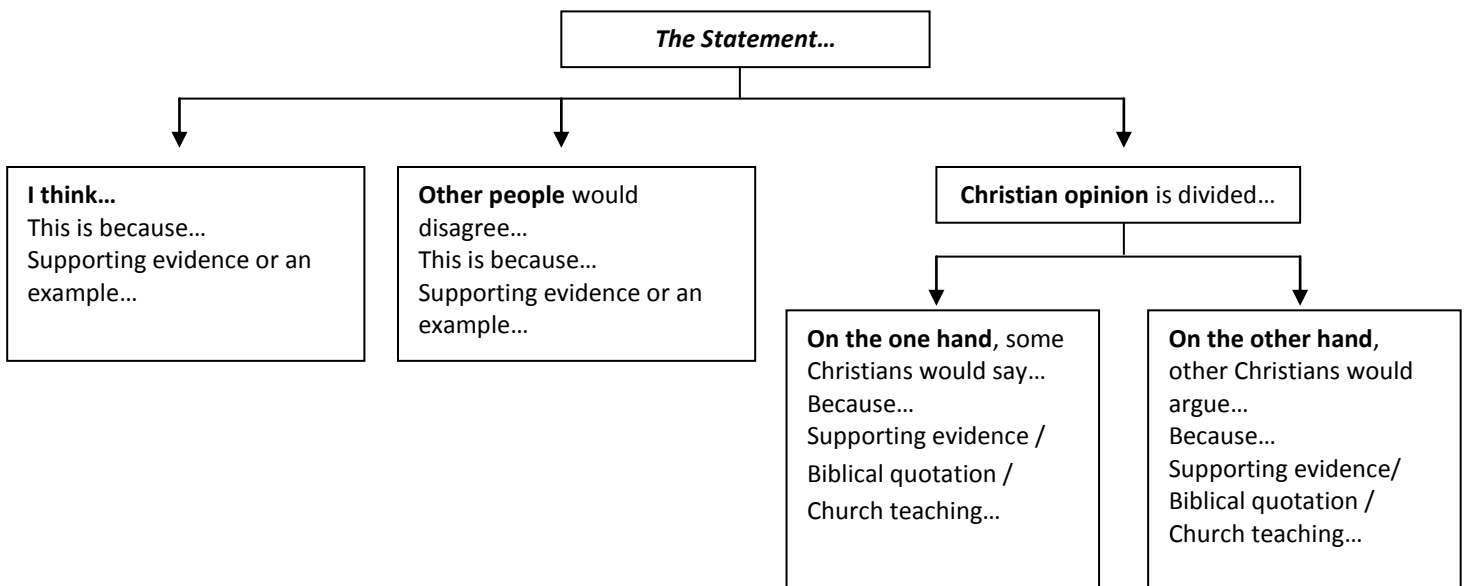 The Statement…
I think…
This is because…
Supporting evidence or an
example…
Other people would
disagree…
This is because…
Supporting evidence or an
example…
Christian opinion is divided…
On the one hand, some
Christians would say…
Because…
Supporting evidence /
Biblical quotation /
Church teaching…
On the other hand,
other Christians would
argue…
Because…
Supporting evidence/
Biblical quotation /
Church teaching…